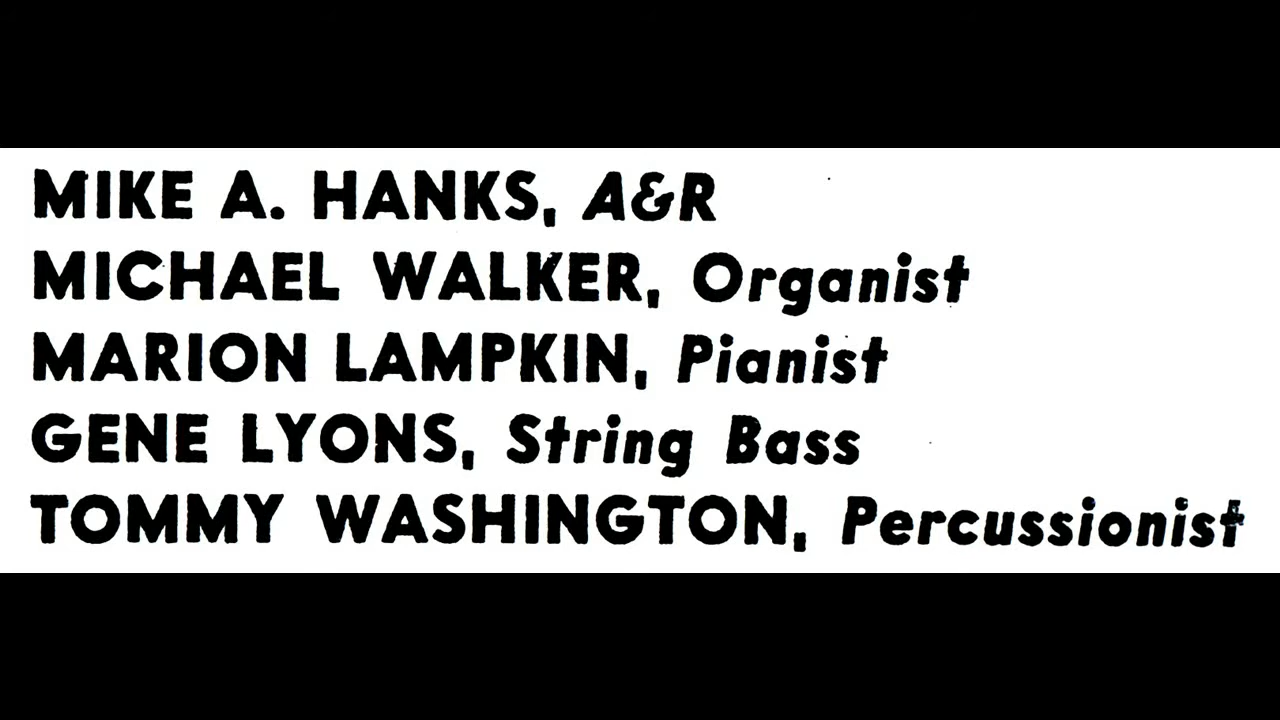 MIKE A. HANKS, A&R
MICHAEL WALKER, Organist
MARION LAMPKIN, Pianist
GENE LYONS, String Bass
TOMMY WASHINGTON, Percussionist